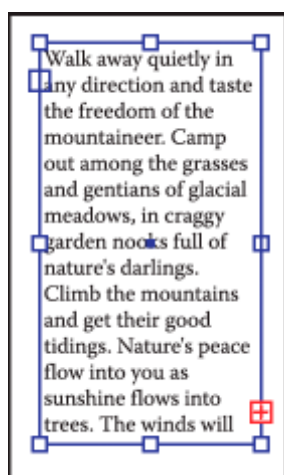 Walk away quietly in
any direction and taste
the freedom of the
mountaineer. Camp
out among the grasses
and gentians of glacial
meadows, in craggy
garden nooks full of
nature's darlings.
Climb the mountains
and get their good
tidings. Nature's peace
flow into you as
sunshine flows into
trees. The winds will